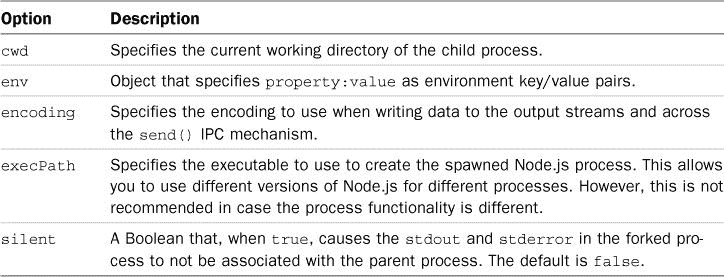 Option Description
cwd Specifies the current working directory of the child process.
env Object that specifies property:value as environment key/value pairs.
encoding Specifies the encoding to use when writing data to the output streams and across
the send() IPC mechanism.
execPath Specifies the executable to use to create the spawned Node.js process. This allows
you to use different versions of Node.js for different processes. However, this is not
recommended in case the process functionality is different.
silent A Boolean that, when true, causes the stdout and stderror in the forked pro-
cess to not be associated with the parent process. The default is false.